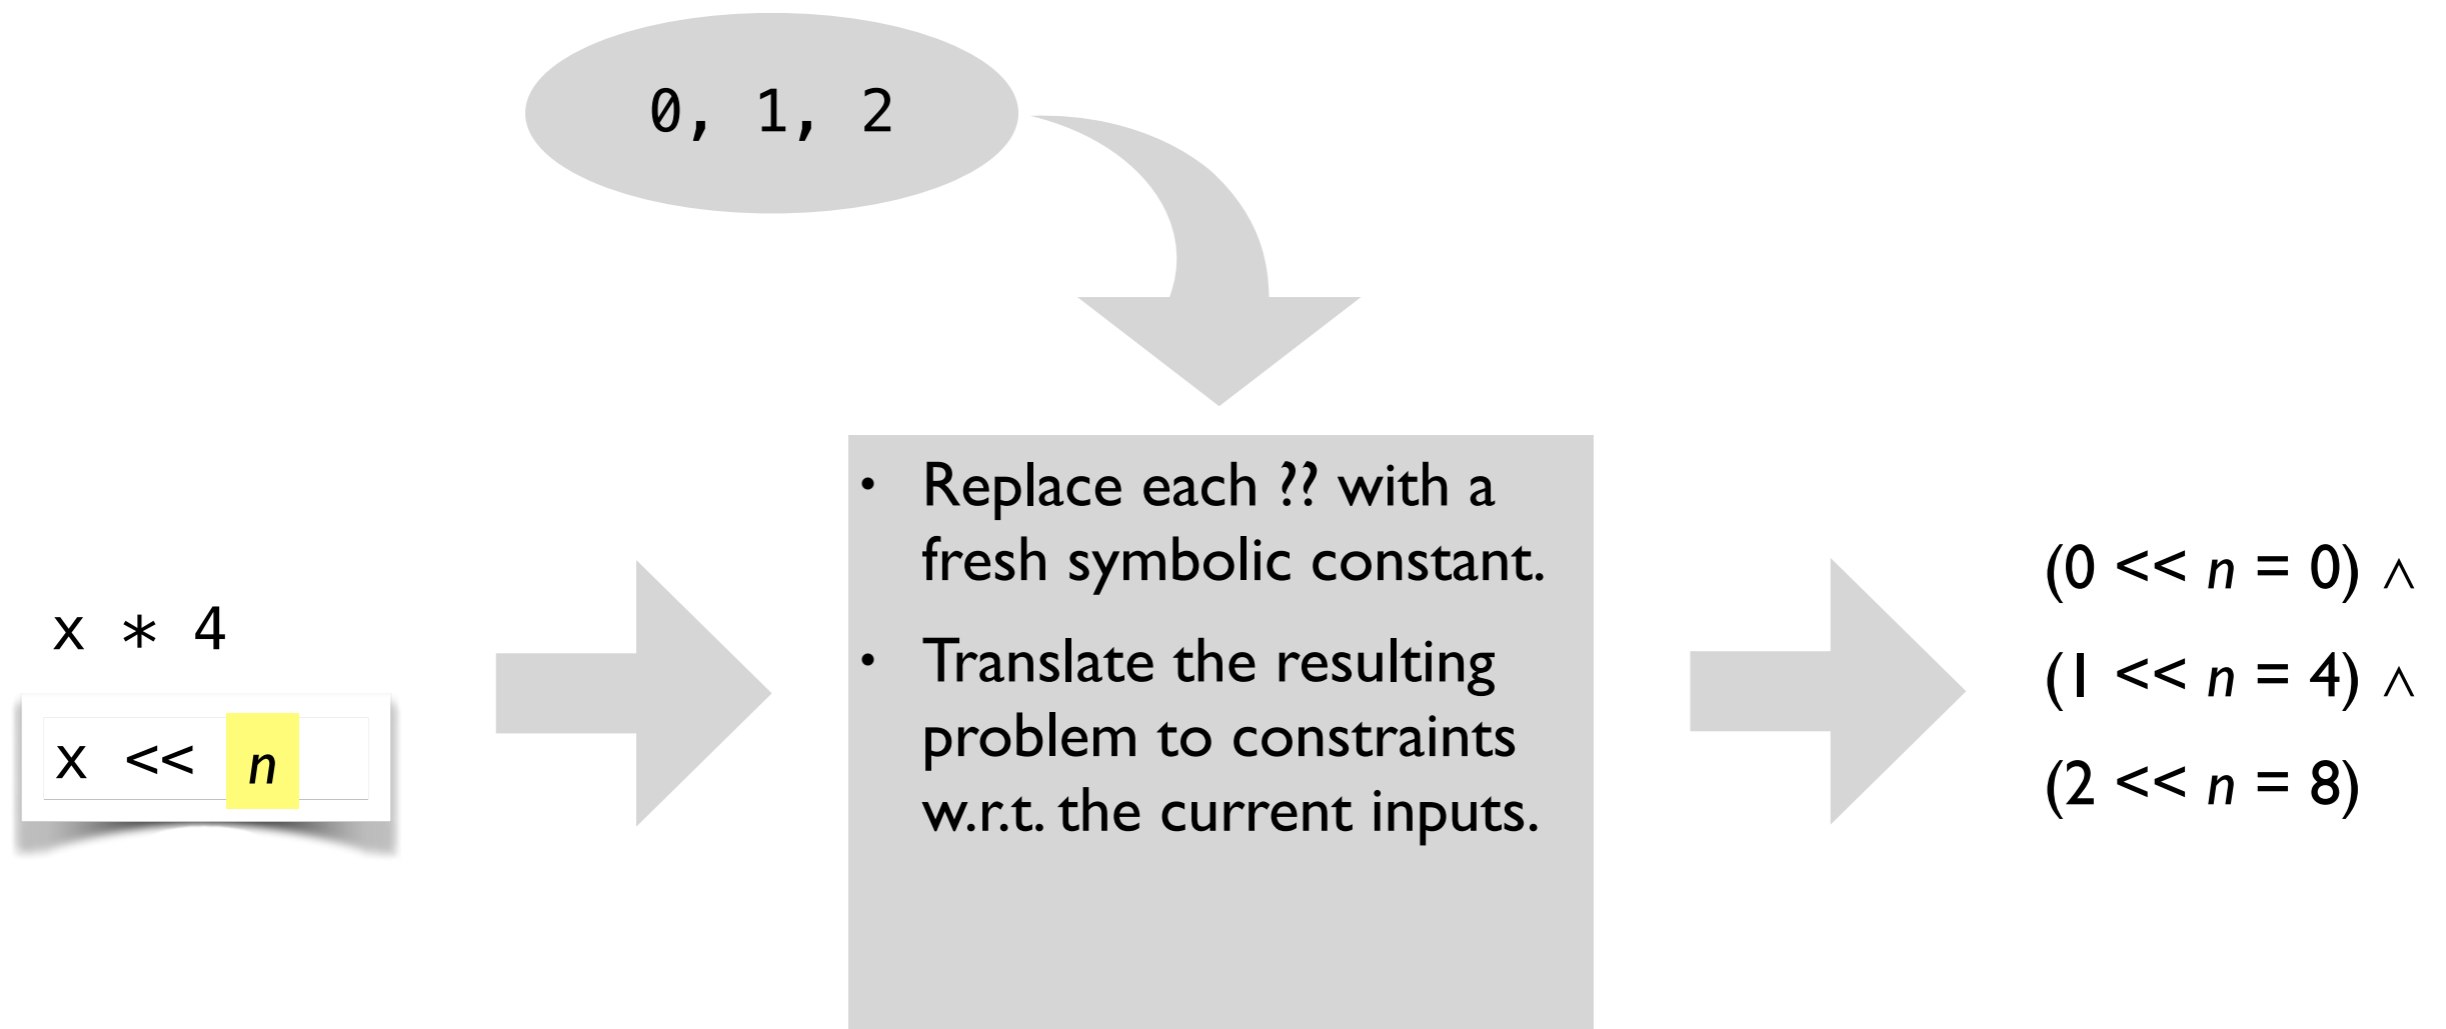 0, 1, 2
x * 4
x << n
• Replace each ?? with a
fresh symbolic constant.
• Translate the resulting
problem to constraints
w.r.t. the current inputs.
(0 << n = 0) ∧
(1 << n = 4) ∧
(2 << n = 8)